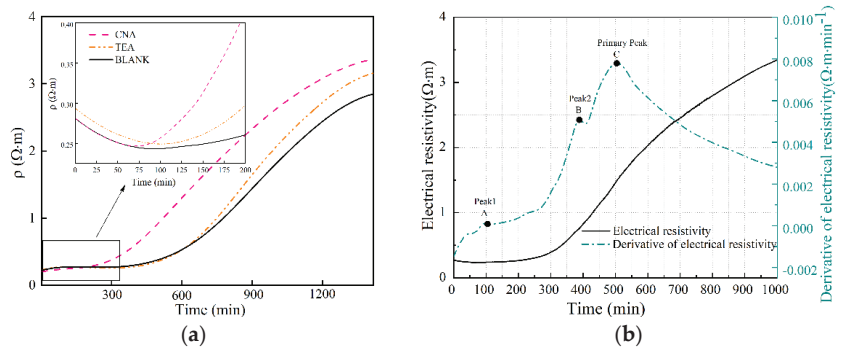 (a)
0.40
0.35
0.30
0.25
ρ (Ω·m)
CNA
TEA
BLANK
0 25 50 75 100 125 150 175 200
Time (min)
4
3
2
1
0
ρ (Ω·m)
300 600 900 1200
Time (min)
(a)
(b)
4
3
2
1
0
Electrical resistivity(Ω·m)
0.010
0.008
0.006
0.004
0.002
0.000
-0.002
Derivative of electrical resistivity(Ω·m·min⁻¹)
Primary Peak
C
Peak2
B
Peak1
A
Electrical resistivity
Derivative of electrical resistivity
0 100 200 300 400 500 600 700 800 900 1000
Time (min)
(b)